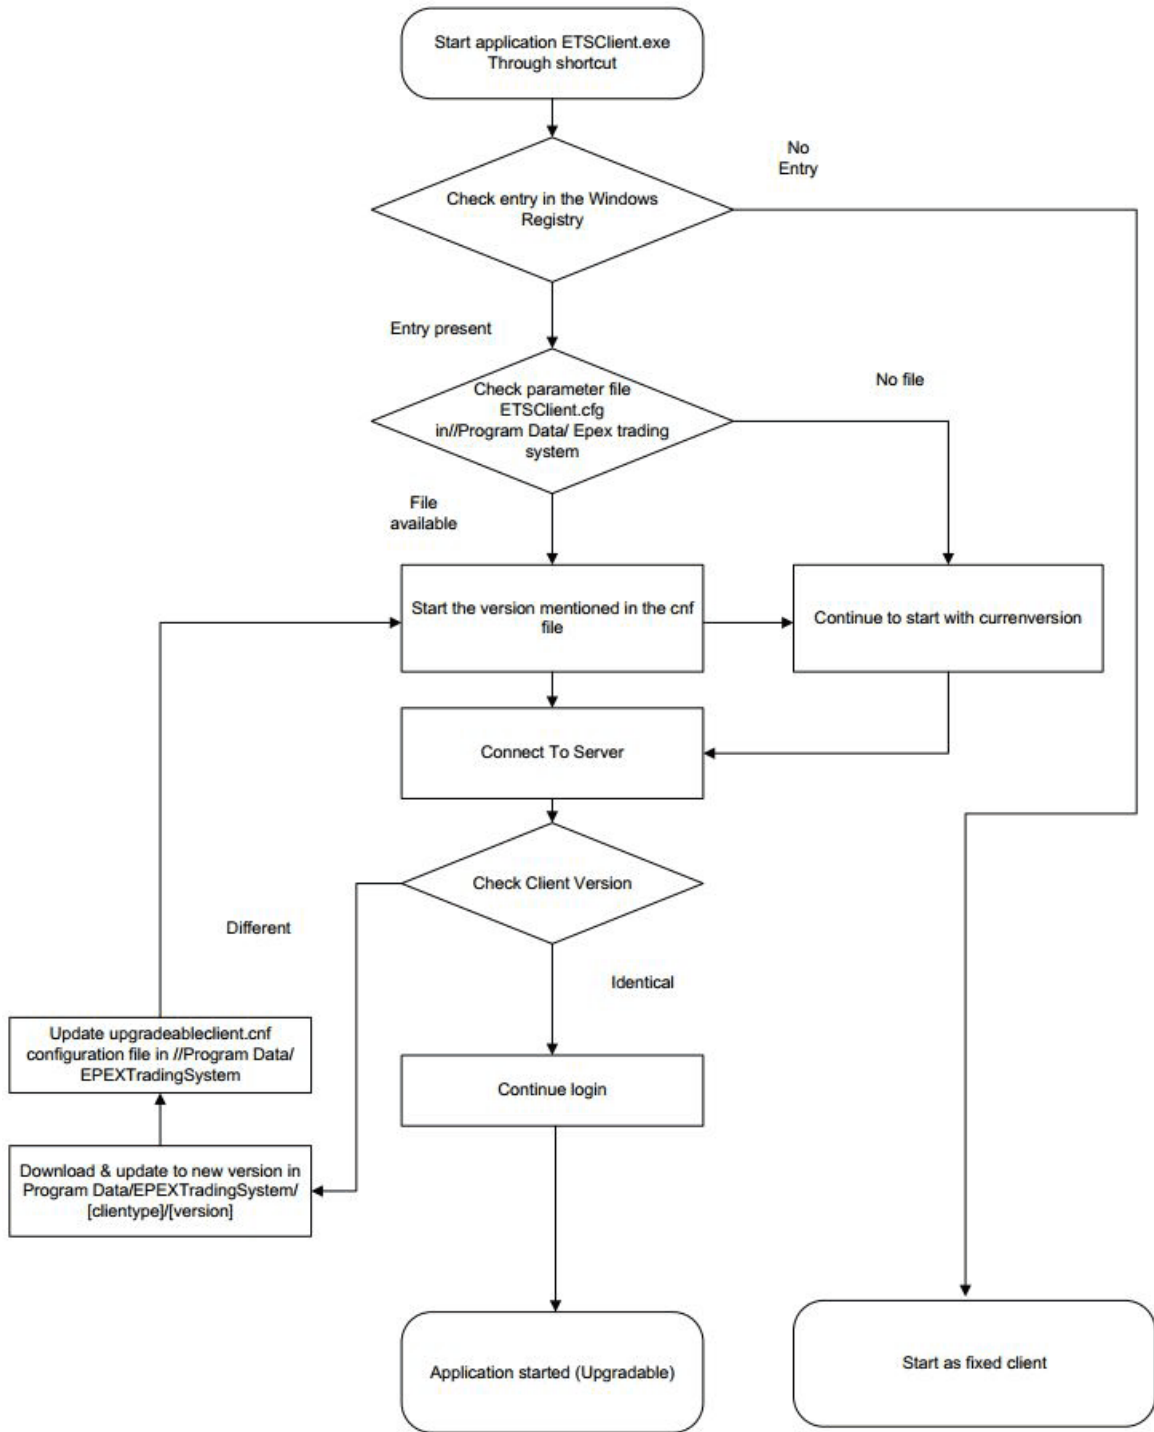 Start application ETSClient.exe
Through shortcut
No
Entry
Check entry in the Windows
Registry
Entry present
Check parameter file
ETSClient.cfg
in//Program Data/ Epex trading
system
No file
File
available
Start the version mentioned in the cnf
file
Continue to start with currenversion
Connect To Server
Check Client Version
Different
Identical
Update upgradeableclient.cnf
configuration file in //Program Data/
EPEXTradingSystem
Continue login
Download & update to new version in
Program Data/EPEXTradingSystem/
[clientype]/[version]
Application started (Upgradable)
Start as fixed client